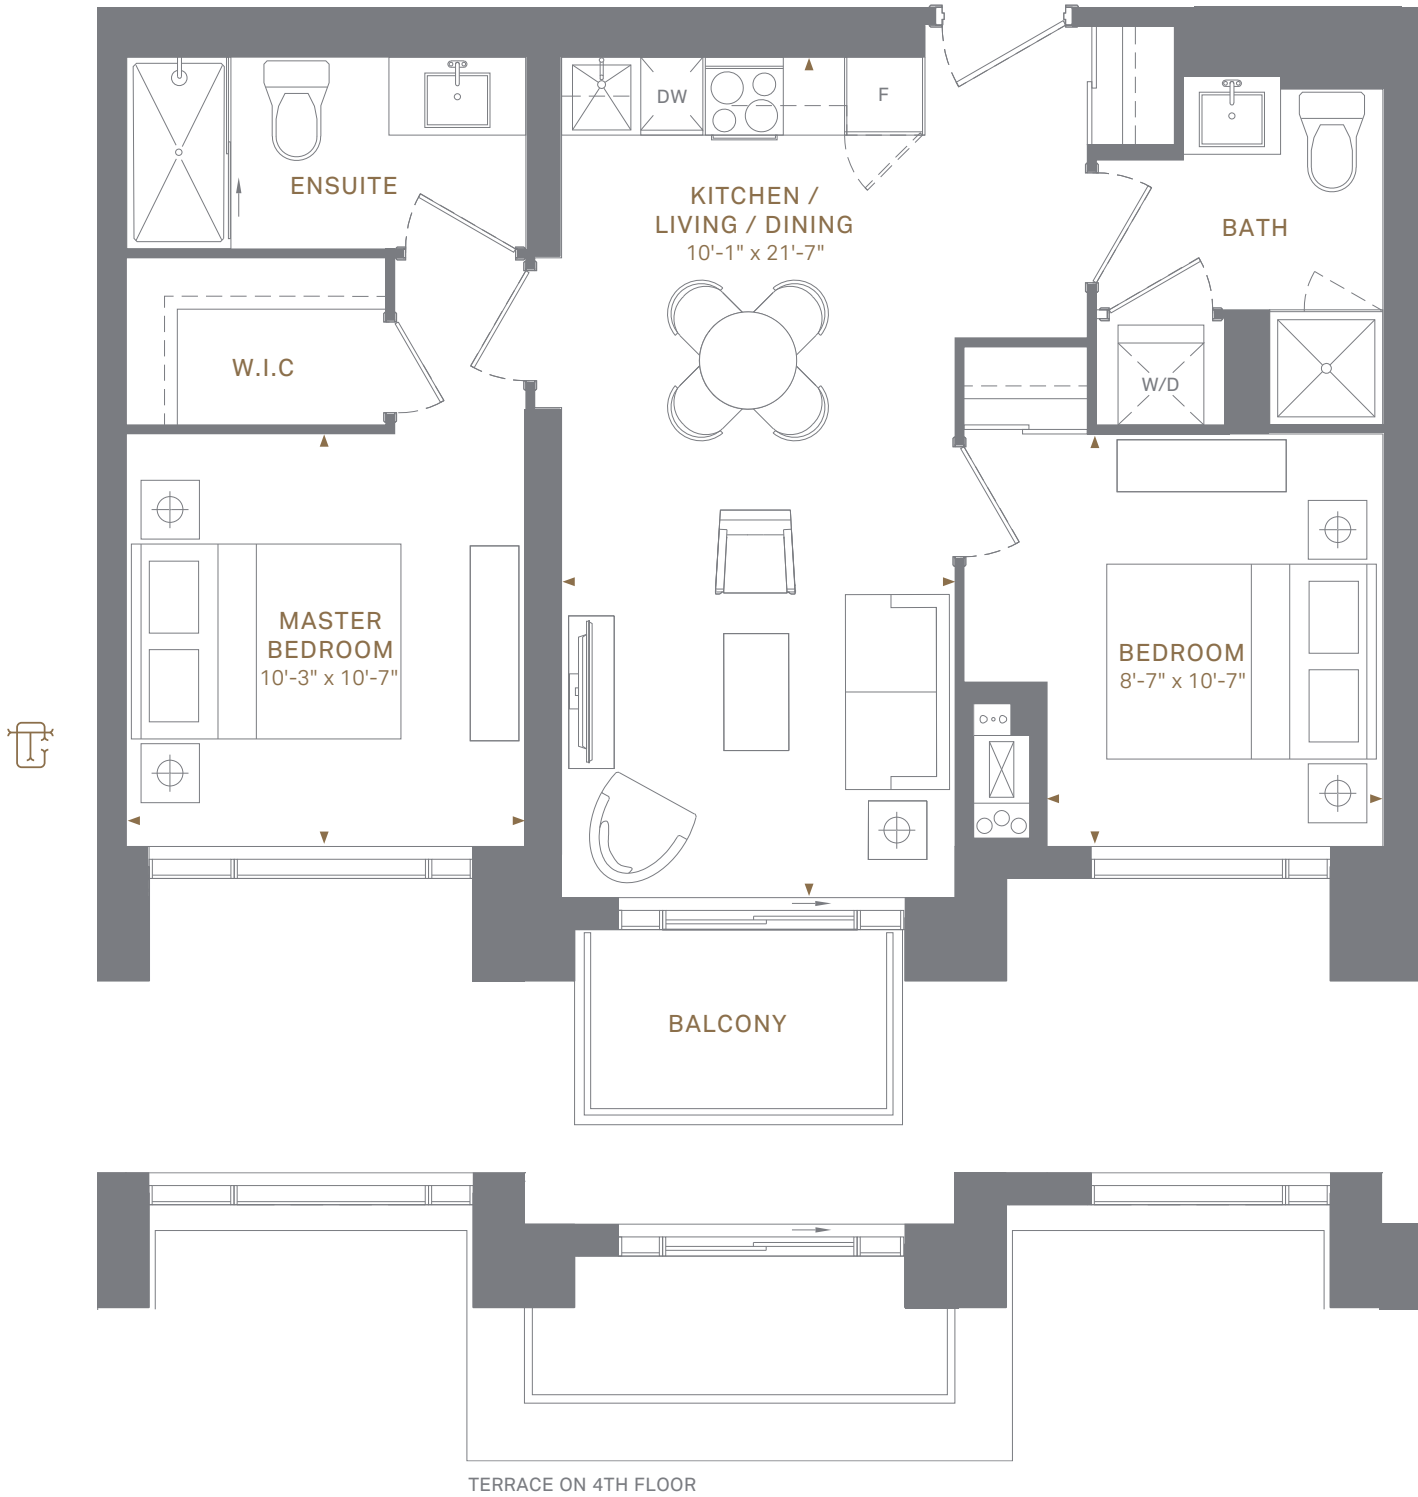 DW
F
ENSUITE
KITCHEN /
LIVING / DINING
10'-1" x 21'-7"
BATH
W.I.C
W/D
MASTER
BEDROOM
10'-3" x 10'-7"
BEDROOM
8'-7" x 10'-7"
BALCONY
TERRACE ON 4TH FLOOR